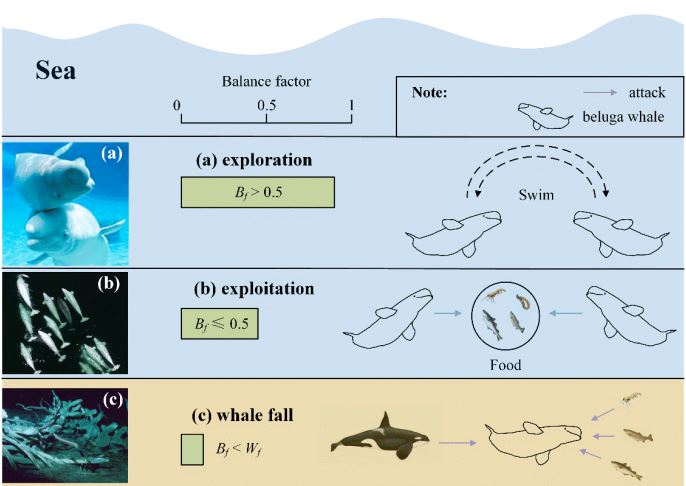 Sea
Balance factor
0 0.5 1
Note:
attack
beluga whale
(a)
(a) exploration
B_f > 0.5
Swim
(b)
(b) exploitation
B_f ⩽ 0.5
Food
(c)
(c) whale fall
B_f < W_f